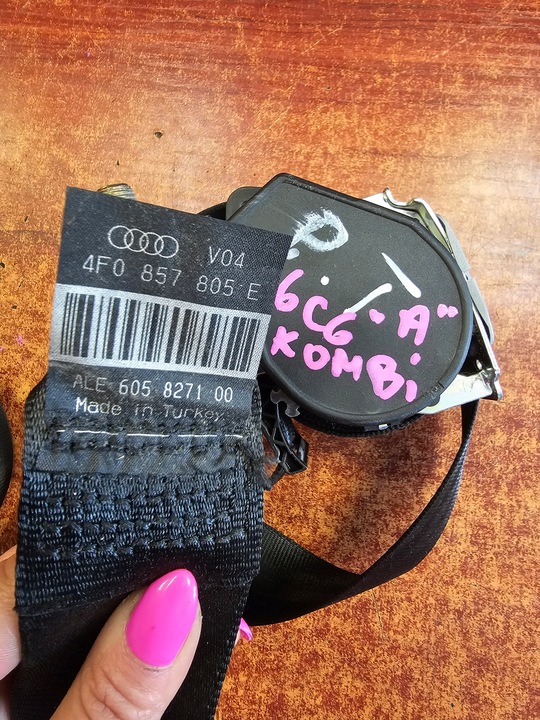 V04
4F0 857 805 E
ALE 605 8271 00
Made in Turkey
P.
6C6 "A"
KOMBi